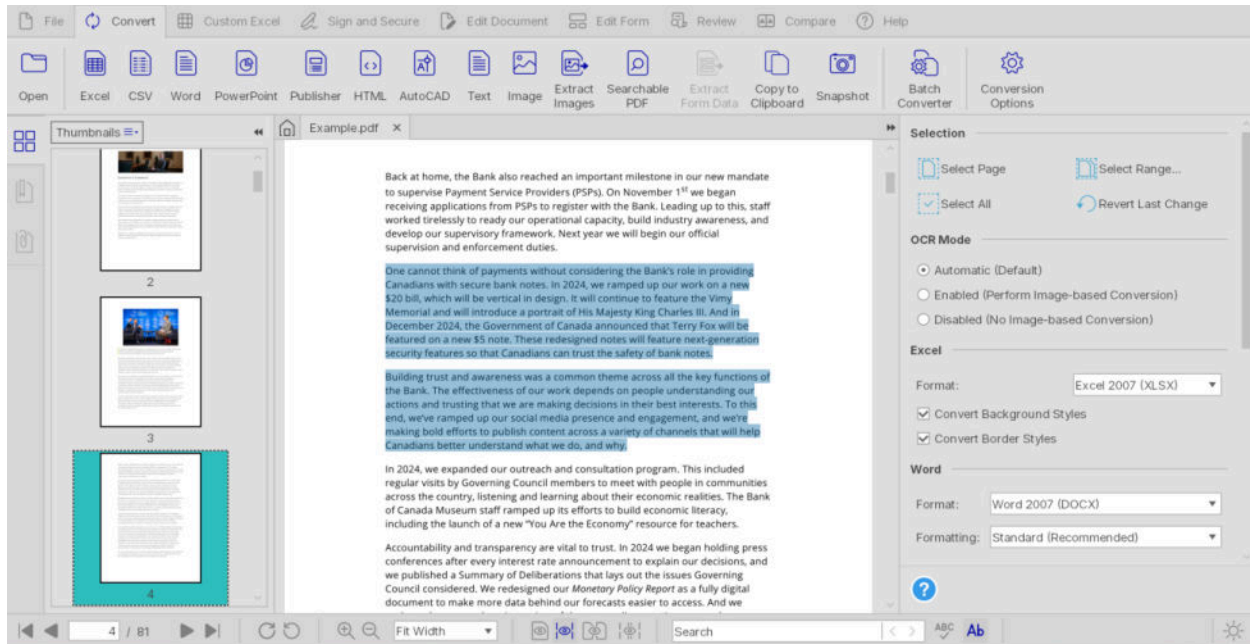 File Convert Custom Excel Sign and Secure Edit Document Edit Form Review Compare Help
Open Excel CSV Word PowerPoint Publisher HTML AutoCAD Text Image Extract Images Searchable PDF Extract Form Data Copy to Clipboard Snapshot Batch Converter Conversion Options
Thumbnails
2
3
4
Example.pdf
Back at home, the Bank also reached an important milestone in our new mandate
to supervise Payment Service Providers (PSPs). On November 1st we began
receiving applications from PSPs to register with the Bank. Leading up to this, staff
worked tirelessly to ready our operational capacity, build industry awareness, and
develop our supervisory framework. Next year we will begin our official
supervision and enforcement duties.
One cannot think of payments without considering the Bank's role in providing
Canadians with secure bank notes. In 2024, we ramped up our work on a new
$20 bill, which will be vertical in design. It will continue to feature the Vimy
Memorial and will introduce a portrait of His Majesty King Charles III. And in
December 2024, the Government of Canada announced that Terry Fox will be
featured on a new $5 note. These redesigned notes will feature next-generation
security features so that Canadians can trust the safety of bank notes.
Building trust and awareness was a common theme across all the key functions of
the Bank. The effectiveness of our work depends on people understanding our
actions and trusting that we are making decisions in their best interests. To this
end, we've ramped up our social media presence and engagement, and we're
making bold efforts to publish content across a variety of channels that will help
Canadians better understand what we do, and why.
In 2024, we expanded our outreach and consultation program. This included
regular visits by Governing Council members to meet with people in communities
across the country, listening and learning about their economic realities. The Bank
of Canada Museum staff ramped up its efforts to build economic literacy,
including the launch of a new "You Are the Economy" resource for teachers.
Accountability and transparency are vital to trust. In 2024 we began holding press
conferences after every interest rate announcement to explain our decisions, and
we published a Summary of Deliberations that lays out the issues Governing
Council considered. We redesigned our Monetary Policy Report as a fully digital
document to make more data behind our forecasts easier to access. And we
Selection
Select Page Select Range...
Select All Revert Last Change
OCR Mode
Automatic (Default)
Enabled (Perform Image-based Conversion)
Disabled (No Image-based Conversion)
Excel
Format: Excel 2007 (XLSX)
Convert Background Styles
Convert Border Styles
Word
Format: Word 2007 (DOCX)
Formatting: Standard (Recommended)
?
4 / 81 Fit Width Search ABC Ab